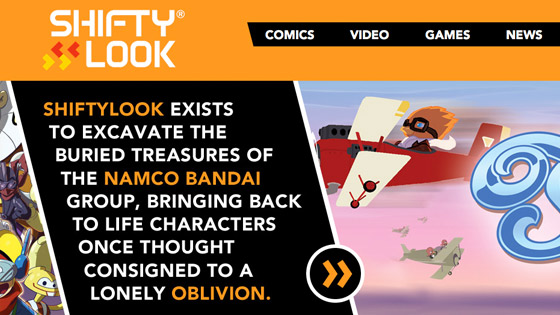 SHIFTY®
LOOK
COMICS VIDEO GAMES NEWS
SHIFTYLOOK EXISTS
TO EXCAVATE THE
BURIED TREASURES OF
THE NAMCO BANDAI
GROUP, BRINGING BACK
TO LIFE CHARACTERS
ONCE THOUGHT
CONSIGNED TO A
LONELY OBLIVION.